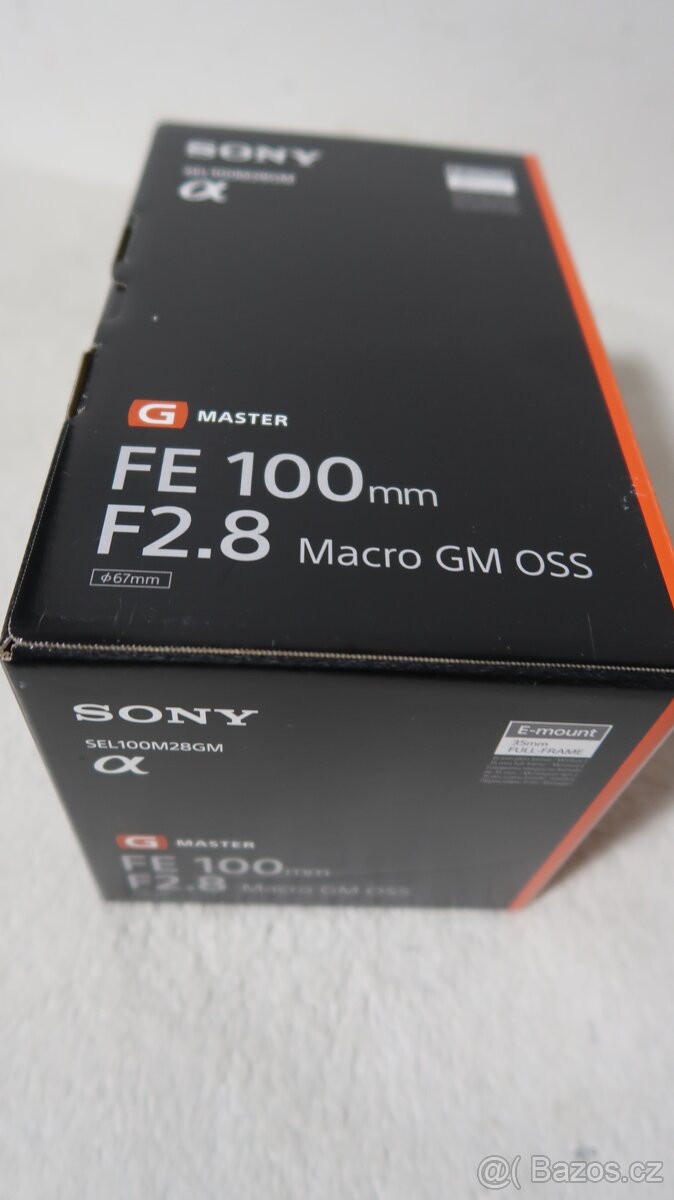 SONY
SEL100M28GM
α
G MASTER
FE 100mm
F2.8 Macro GM OSS
ϕ67mm
SONY
SEL100M28GM
α
E-mount
35mm
FULL-FRAME
G MASTER
FE 100mm
F2.8 Macro GM OSS
@( Bazos.cz